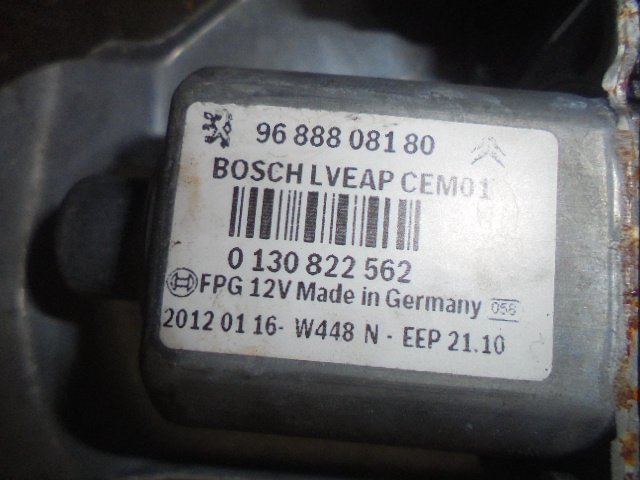 96 888 081 80
BOSCH LVEAP CEM01
0 130 822 562
FPG 12V Made in Germany 056
2012 01 16- W448 N - EEP 21.10